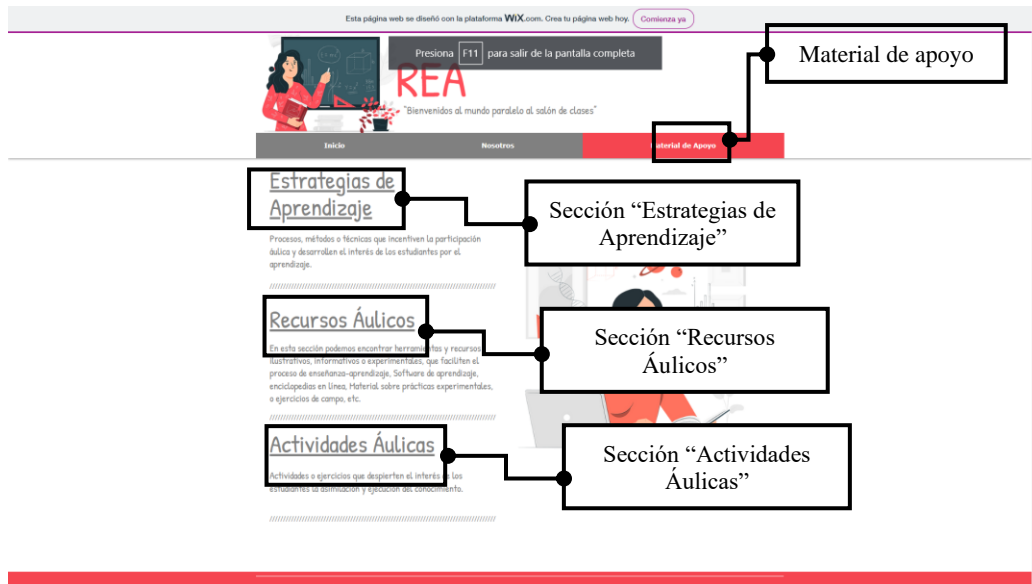 Esta página web se diseñó con la plataforma WiX.com. Crea tu página web hoy. Comienza ya
Presiona F11 para salir de la pantalla completa
Material de apoyo
REA
"Bienvenidos al mundo paralelo al salón de clases"
Inicio Nosotros Material de Apoyo
Estrategias de
Aprendizaje
Sección “Estrategias de
Aprendizaje”
Procesos, métodos o técnicas que incentiven la participación
áulica y desarrollen el interés de los estudiantes por el
aprendizaje.
Recursos Áulicos
Sección “Recursos
Áulicos”
En esta sección podemos encontrar herramientas y recursos
ilustrativos, informativos o experimentales, que faciliten el
proceso de enseñanza-aprendizaje, Software de aprendizaje,
enciclopedias en línea, Material sobre prácticas experimentales,
o ejercicios de campo, etc.
Actividades Áulicas
Sección “Actividades
Áulicas”
Actividades o ejercicios que despierten el interés de los
estudiantes la asimilación y ejecución del conocimiento.